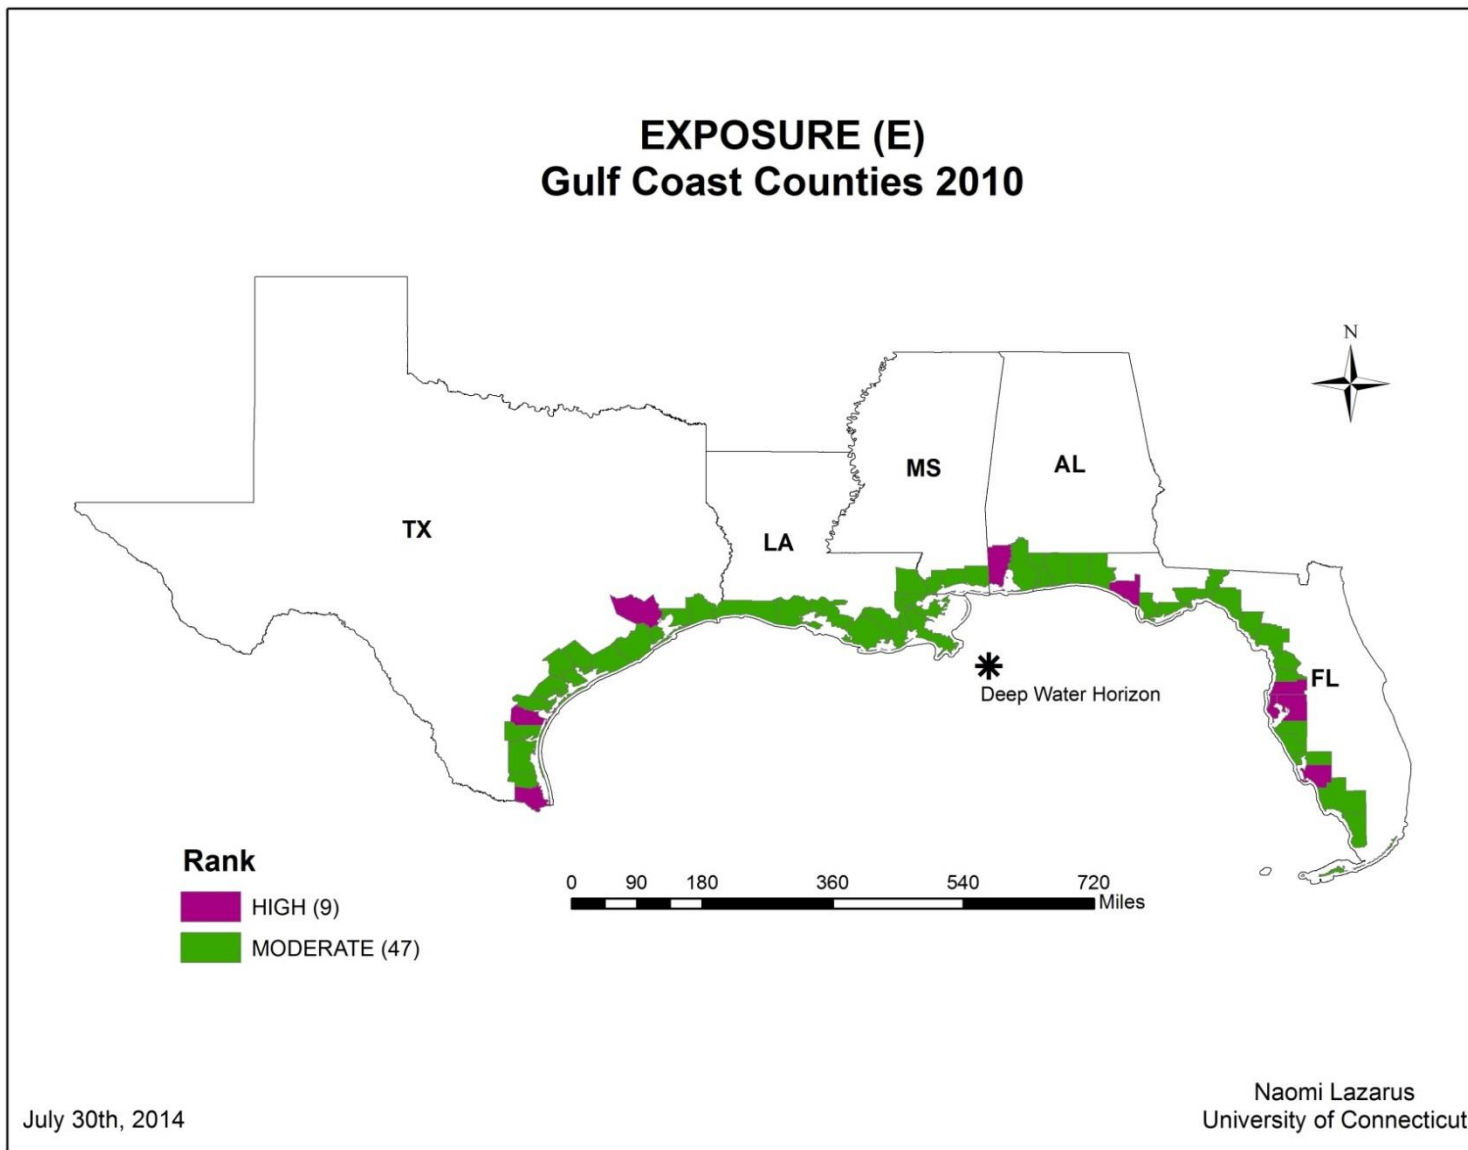 EXPOSURE (E)
Gulf Coast Counties 2010
N
MS
AL
TX
LA
FL
Deep Water Horizon
Rank
HIGH (9)
MODERATE (47)
0 90 180 360 540 720
Miles
July 30th, 2014
Naomi Lazarus
University of Connecticut